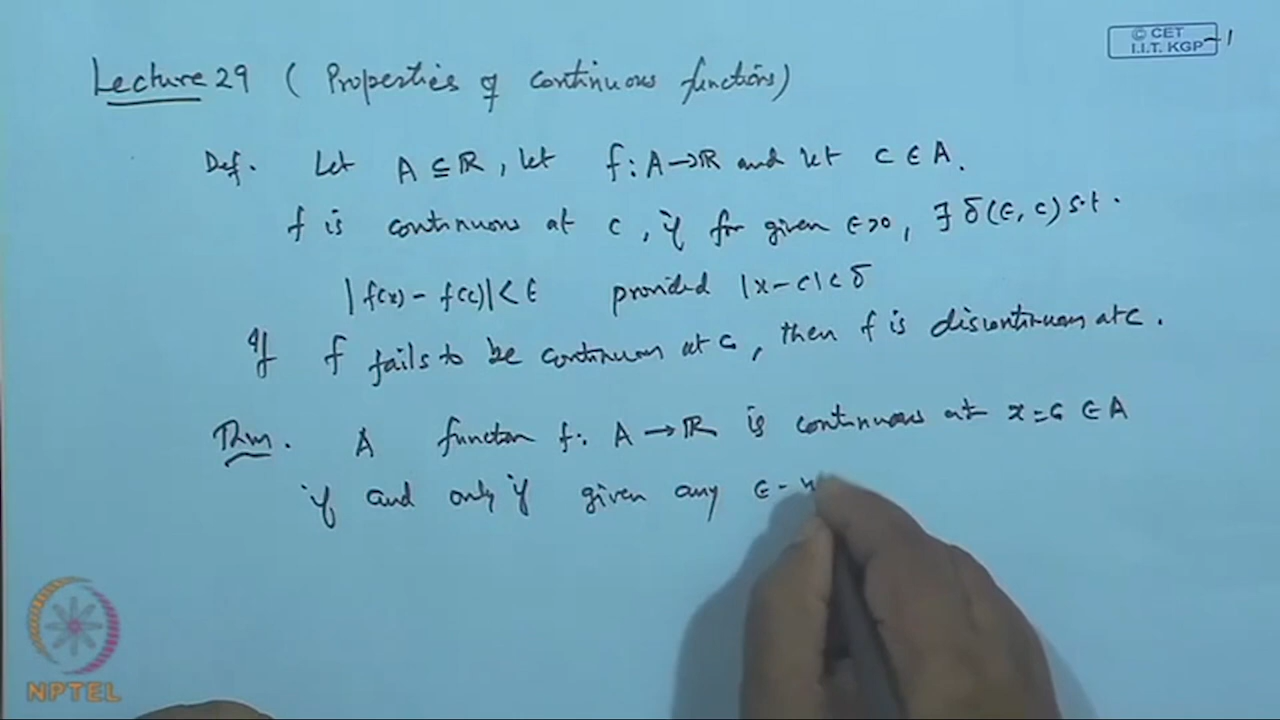 © CET
I.I.T. KGP -1
Lecture 29 ( Properties of continuous functions)
Def. Let A ⊆ ℝ, let f: A→ℝ and let c ∈ A.
f is continuous at c, if for given ε>0, ∃ δ(ε, c) s.t.
|f(x) - f(c)| < ε provided |x-c|<δ
If f fails to be continuous at c, then f is discontinuous at c.
Thm. A function f: A → ℝ is continuous at x=c ∈ A
if and only if given any ε-
NPTEL